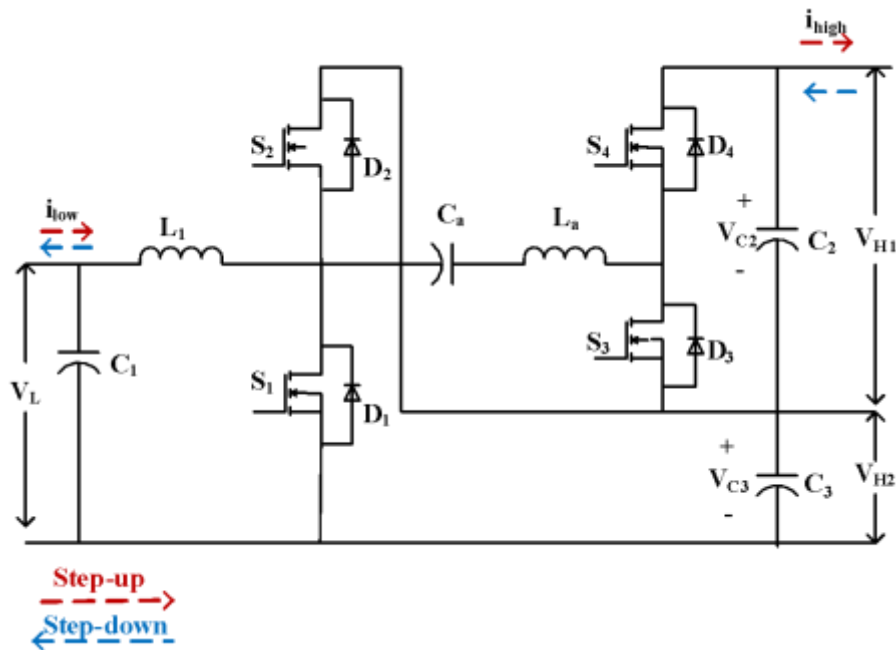 i_high
S_2
D_2
S_4
D_4
i_low
L_1
C_a
L_a
+
V_C2
-
C_2
V_H1
C_1
V_L
S_1
D_1
S_3
D_3
+
V_C3
-
C_3
V_H2
Step-up
Step-down